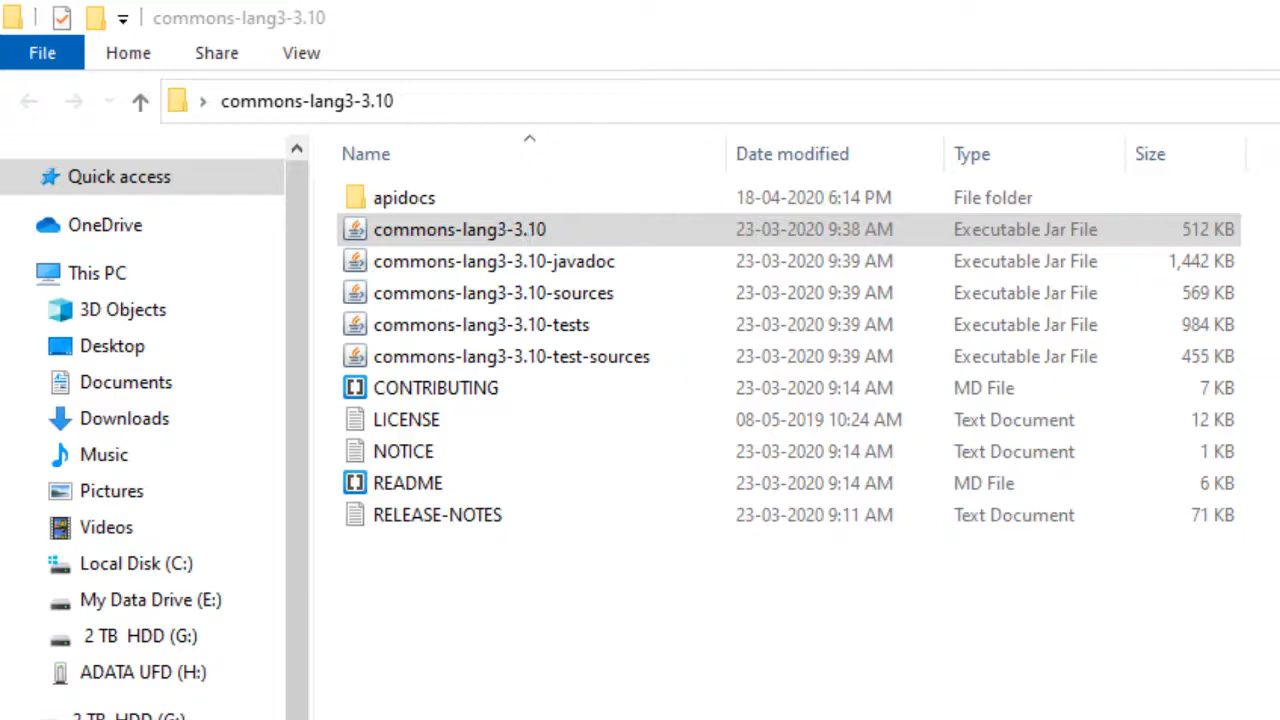 commons-lang3-3.10
File Home Share View
commons-lang3-3.10
Name Date modified Type Size
Quick access
OneDrive
This PC
3D Objects
Desktop
Documents
Downloads
Music
Pictures
Videos
Local Disk (C:)
My Data Drive (E:)
2 TB HDD (G:)
ADATA UFD (H:)
2 TB HDD (G:)
apidocs 18-04-2020 6:14 PM File folder
commons-lang3-3.10 23-03-2020 9:38 AM Executable Jar File 512 KB
commons-lang3-3.10-javadoc 23-03-2020 9:39 AM Executable Jar File 1,442 KB
commons-lang3-3.10-sources 23-03-2020 9:39 AM Executable Jar File 569 KB
commons-lang3-3.10-tests 23-03-2020 9:39 AM Executable Jar File 984 KB
commons-lang3-3.10-test-sources 23-03-2020 9:39 AM Executable Jar File 455 KB
CONTRIBUTING 23-03-2020 9:14 AM MD File 7 KB
LICENSE 08-05-2019 10:24 AM Text Document 12 KB
NOTICE 23-03-2020 9:14 AM Text Document 1 KB
README 23-03-2020 9:14 AM MD File 6 KB
RELEASE-NOTES 23-03-2020 9:11 AM Text Document 71 KB